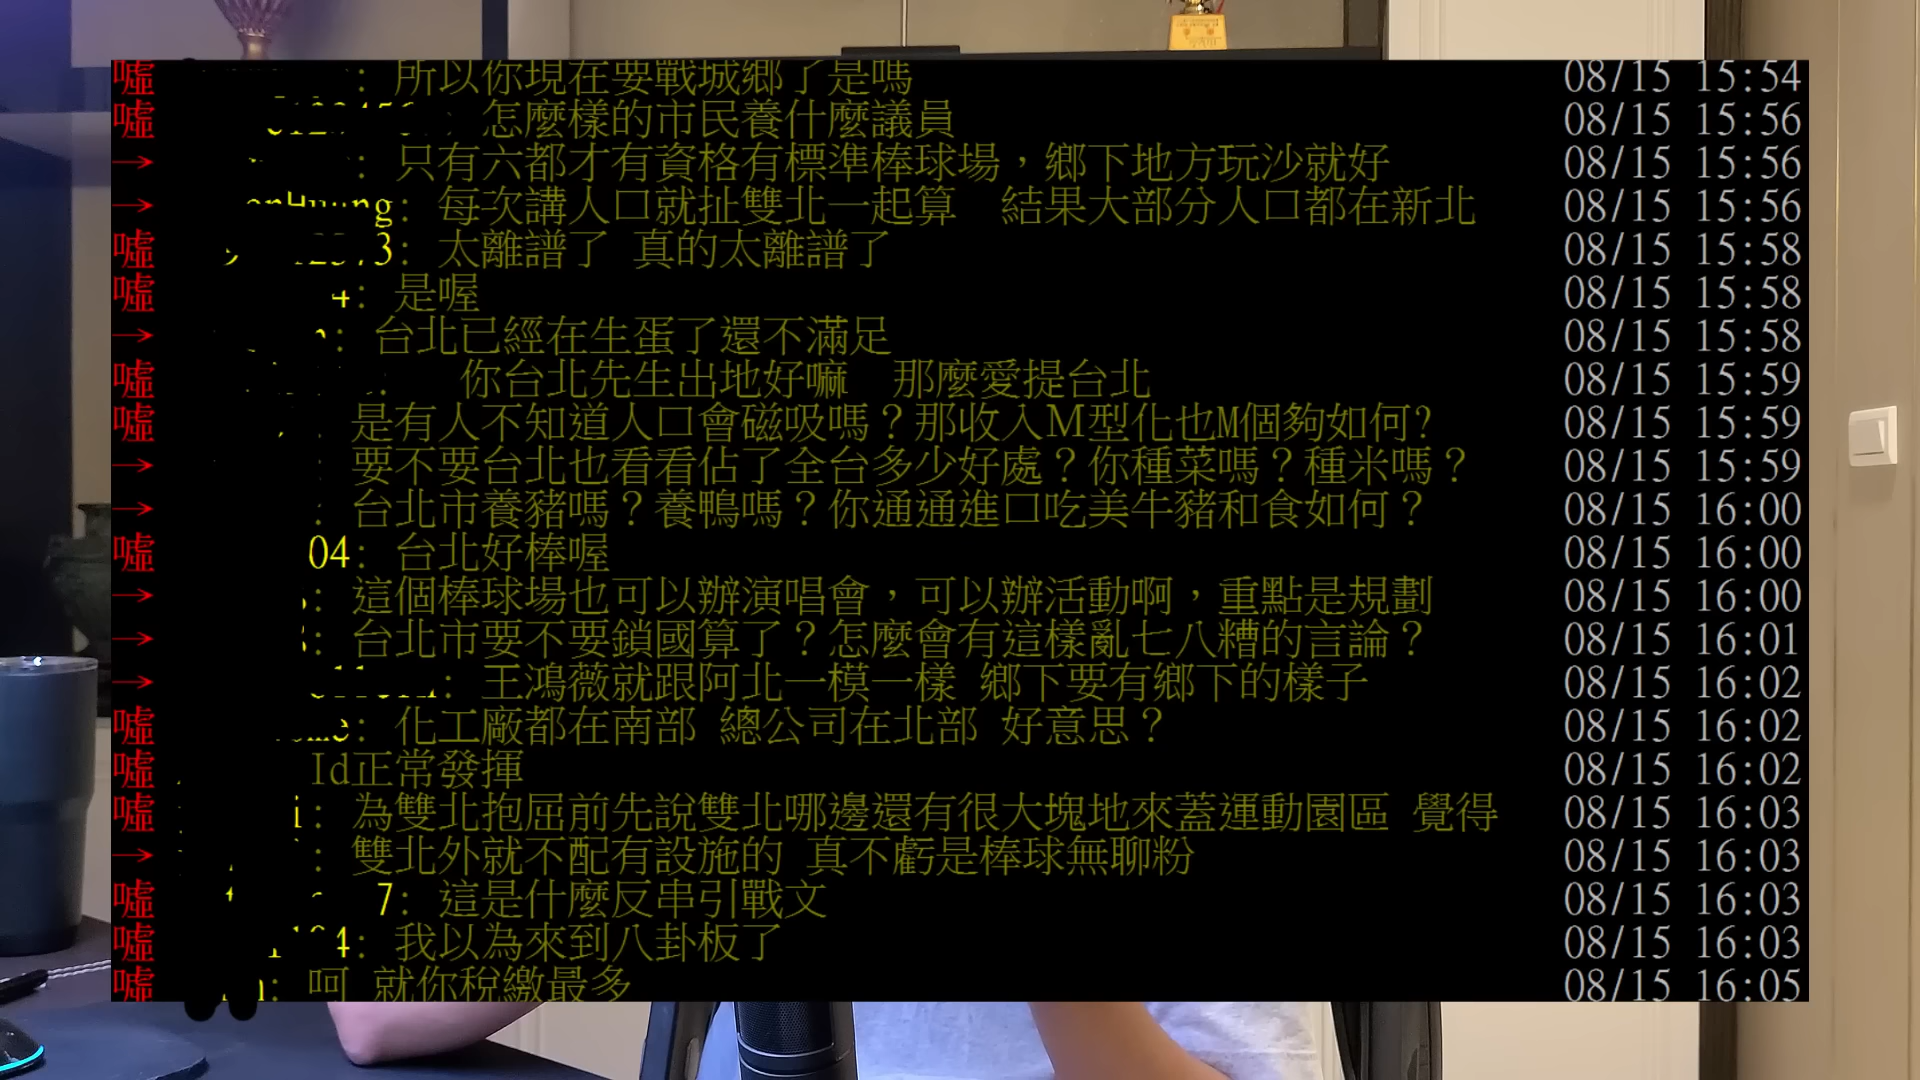 噓 : 所以你現在要戰城鄉了是嗎 08/15 15:54
噓 : 怎麼樣的市民養什麼議員 08/15 15:56
→ : 只有六都才有資格有標準棒球場，鄉下地方玩沙就好 08/15 15:56
→ : 每次講人口就扯雙北一起算 結果大部分人口都在新北 08/15 15:56
噓 3: 太離譜了 真的太離譜了 08/15 15:58
噓 4: 是喔 08/15 15:58
→ : 台北已經在生蛋了還不滿足 08/15 15:58
噓 : 你台北先生出地好嘛 那麼愛提台北 08/15 15:59
噓 : 是有人不知道人口會磁吸嗎？那收入M型化也M個夠如何? 08/15 15:59
→ : 要不要台北也看看佔了全台多少好處？你種菜嗎？種米嗎？ 08/15 15:59
→ : 台北市養豬嗎？養鴨嗎？你通通進口吃美牛豬和食如何？ 08/15 16:00
噓 04: 台北好棒喔 08/15 16:00
→ : 這個棒球場也可以辦演唱會，可以辦活動啊，重點是規劃 08/15 16:00
→ : 台北市要不要鎖國算了？怎麼會有這樣亂七八糟的言論？ 08/15 16:01
→ : 王鴻薇就跟阿北一模一樣 鄉下要有鄉下的樣子 08/15 16:02
噓 : 化工廠都在南部 總公司在北部 好意思？ 08/15 16:02
噓 Id正常發揮 08/15 16:02
噓 i: 為雙北抱屈前先說雙北哪邊還有很大塊地來蓋運動園區 覺得 08/15 16:03
→ : 雙北外就不配有設施的 真不虧是棒球無聊粉 08/15 16:03
噓 7: 這是什麼反串引戰文 08/15 16:03
噓 4: 我以為來到八卦板了 08/15 16:03
噓 : 呵 就你稅繳最多 08/15 16:05